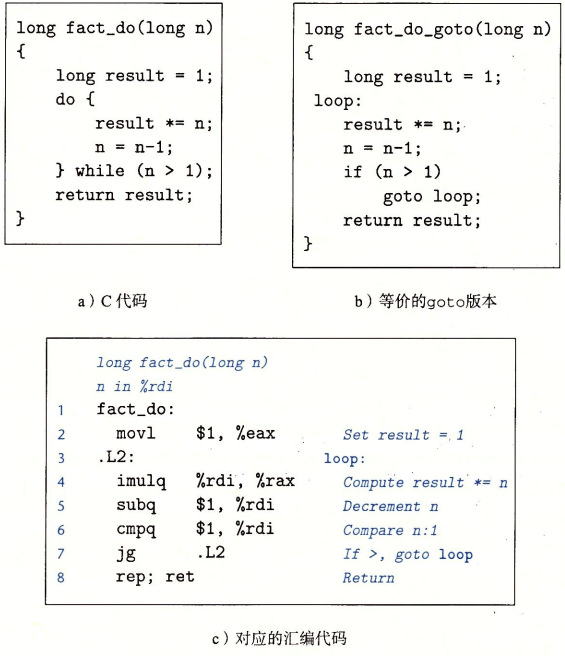 long fact_do(long n)
{
    long result = 1;
    do {
        result *= n;
        n = n-1;
    } while (n > 1);
    return result;
}
a）C代码
long fact_do_goto(long n)
{
    long result = 1;
 loop:
    result *= n;
    n = n-1;
    if (n > 1)
        goto loop;
    return result;
}
b）等价的goto版本
long fact_do(long n)
n in %rdi
1 fact_do:
2   movl    $1, %eax    Set result = 1
3 .L2:    loop:
4   imulq   %rdi, %rax    Compute result *= n
5   subq    $1, %rdi    Decrement n
6   cmpq    $1, %rdi    Compare n:1
7   jg      .L2    If >, goto loop
8   rep; ret    Return
c）对应的汇编代码